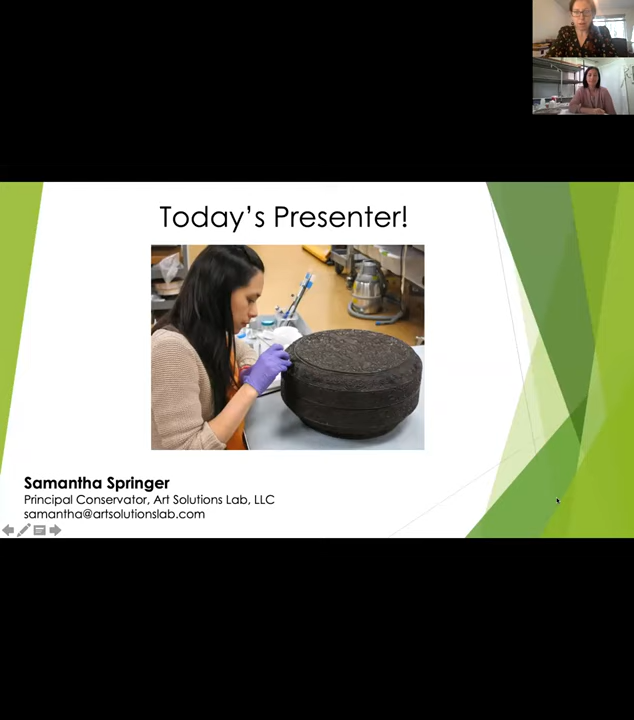 Today's Presenter!
Samantha Springer
Principal Conservator, Art Solutions Lab, LLC
samantha@artsolutionslab.com